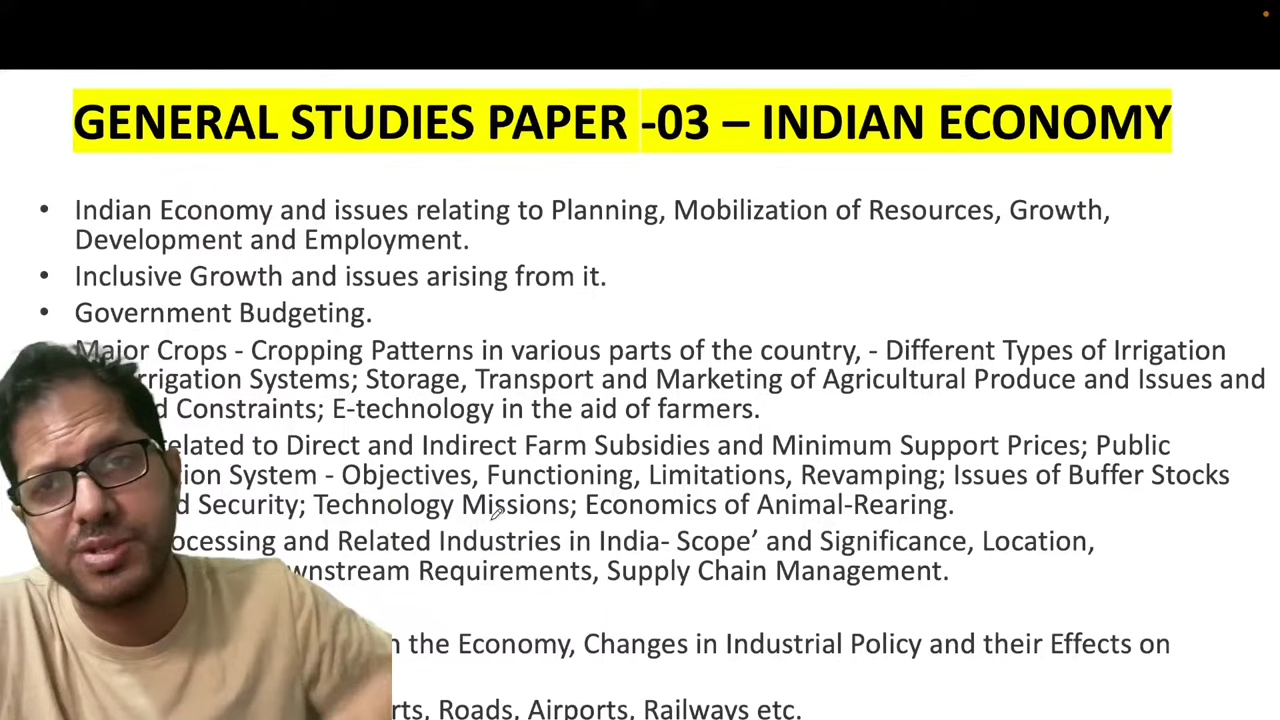 GENERAL STUDIES PAPER -03 – INDIAN ECONOMY
• Indian Economy and issues relating to Planning, Mobilization of Resources, Growth,
Development and Employment.
• Inclusive Growth and issues arising from it.
• Government Budgeting.
Major Crops - Cropping Patterns in various parts of the country, - Different Types of Irrigation
Irrigation Systems; Storage, Transport and Marketing of Agricultural Produce and Issues and
Constraints; E-technology in the aid of farmers.
related to Direct and Indirect Farm Subsidies and Minimum Support Prices; Public
System - Objectives, Functioning, Limitations, Revamping; Issues of Buffer Stocks
Security; Technology Missions; Economics of Animal-Rearing.
and Related Industries in India- Scope’ and Significance, Location,
Requirements, Supply Chain Management.
the Economy, Changes in Industrial Policy and their Effects on
Roads, Airports, Railways etc.